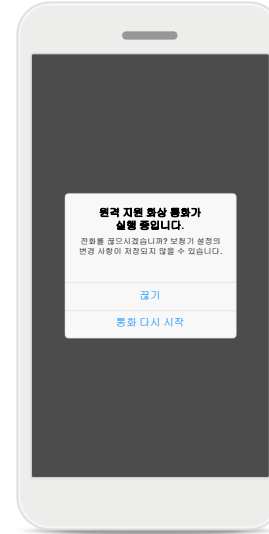 원격 지원 화상 통화가
실행 중입니다.
전화를 끊으시겠습니까? 보청기 설정의
변경 사항이 저장되지 않을 수 있습니다.
끊기
통화 다시 시작